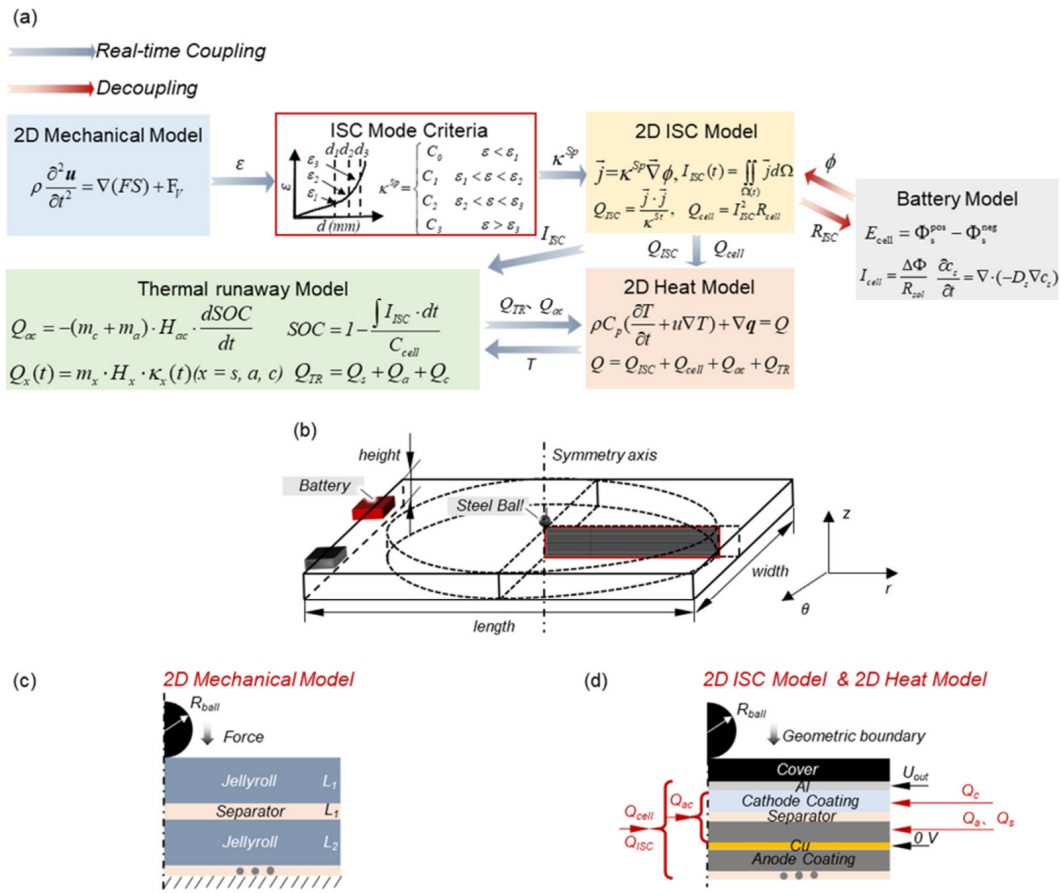 (a)
Real-time Coupling
Decoupling
2D Mechanical Model
ρ ∂²u/∂t² = ∇(FS) + F_V
ε
ISC Mode Criteria
d₁ d₂ d₃
ε₃
ε₂
ε₁
ε
d (mm)
κ^Sp = { C₀ ε < ε₁
C₁ ε₁ < ε < ε₂
C₂ ε₂ < ε < ε₃
C₃ ε > ε₃
κ^Sp
2D ISC Model
j⃗ = κ^Sp ∇⃗ϕ, I_ISC(t) = ∬_Ω(t) j⃗ dΩ
Q_ISC = j⃗ · j⃗ / κ^St, Q_cell = I²_ISC R_cell
ϕ
R_ISC
Battery Model
E_cell = Φ_s^pos − Φ_s^neg
I_cell = ΔΦ/R_sol ∂c_s/∂t = ∇·(−D_s∇c_s)
I_ISC
Q_ISC Q_cell
Thermal runaway Model
Q_ac = −(m_c + m_a) · H_ac · dSOC/dt SOC = 1 − ∫ I_ISC · dt / C_cell
Q_x(t) = m_x · H_x · κ_x(t)(x = s, a, c) Q_TR = Q_s + Q_a + Q_c
Q_TR、Q_ac
T
2D Heat Model
ρC_p(∂T/∂t + u∇T) + ∇q = Q
Q = Q_ISC + Q_cell + Q_ac + Q_TR
(b)
height
Symmetry axis
Battery
Steel Ball
z
width
r
θ
length
(c)
2D Mechanical Model
R_ball
Force
Jellyroll L₁
Separator L₁
Jellyroll L₂
(d)
2D ISC Model & 2D Heat Model
R_ball
Geometric boundary
Cover
U_out
Al
Q_ac
Cathode Coating
Q_c
Q_cell
Separator
Q_a、Q_s
Q_ISC
Cu
0 V
Anode Coating